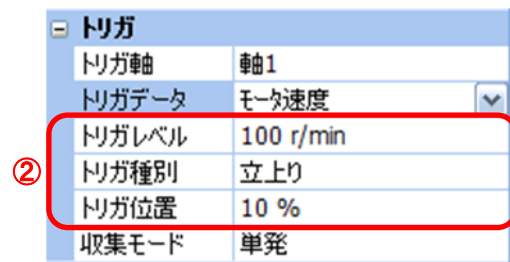 トリガ
トリガ軸 軸1
トリガデータ モータ速度
トリガレベル 100 r/min
② トリガ種別 立上り
トリガ位置 10 %
収集モード 単発